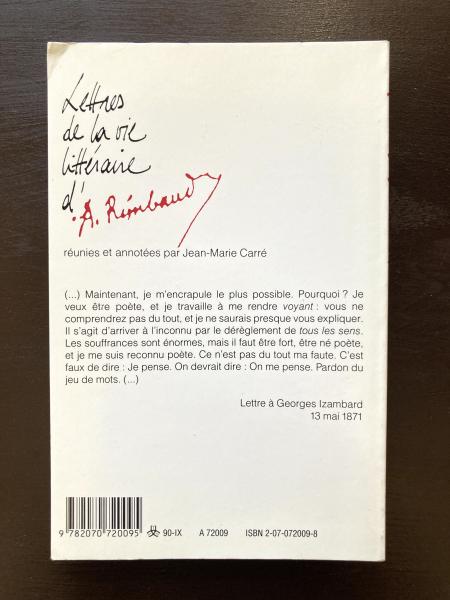 Lettres
de la vie
littéraire
d'
A. Rimbaud
réunies et annotées par Jean-Marie Carré
(...) Maintenant, je m'encrapule le plus possible. Pourquoi ? Je
veux être poète, et je travaille à me rendre voyant : vous ne
comprendrez pas du tout, et je ne saurais presque vous expliquer.
Il s'agit d'arriver à l'inconnu par le dérèglement de tous les sens.
Les souffrances sont énormes, mais il faut être fort, être né poète,
et je me suis reconnu poète. Ce n'est pas du tout ma faute. C'est
faux de dire : Je pense. On devrait dire : On me pense. Pardon du
jeu de mots. (...)
Lettre à Georges Izambard
13 mai 1871
9 782070 720095 90-IX A 72009 ISBN 2-07-072009-8